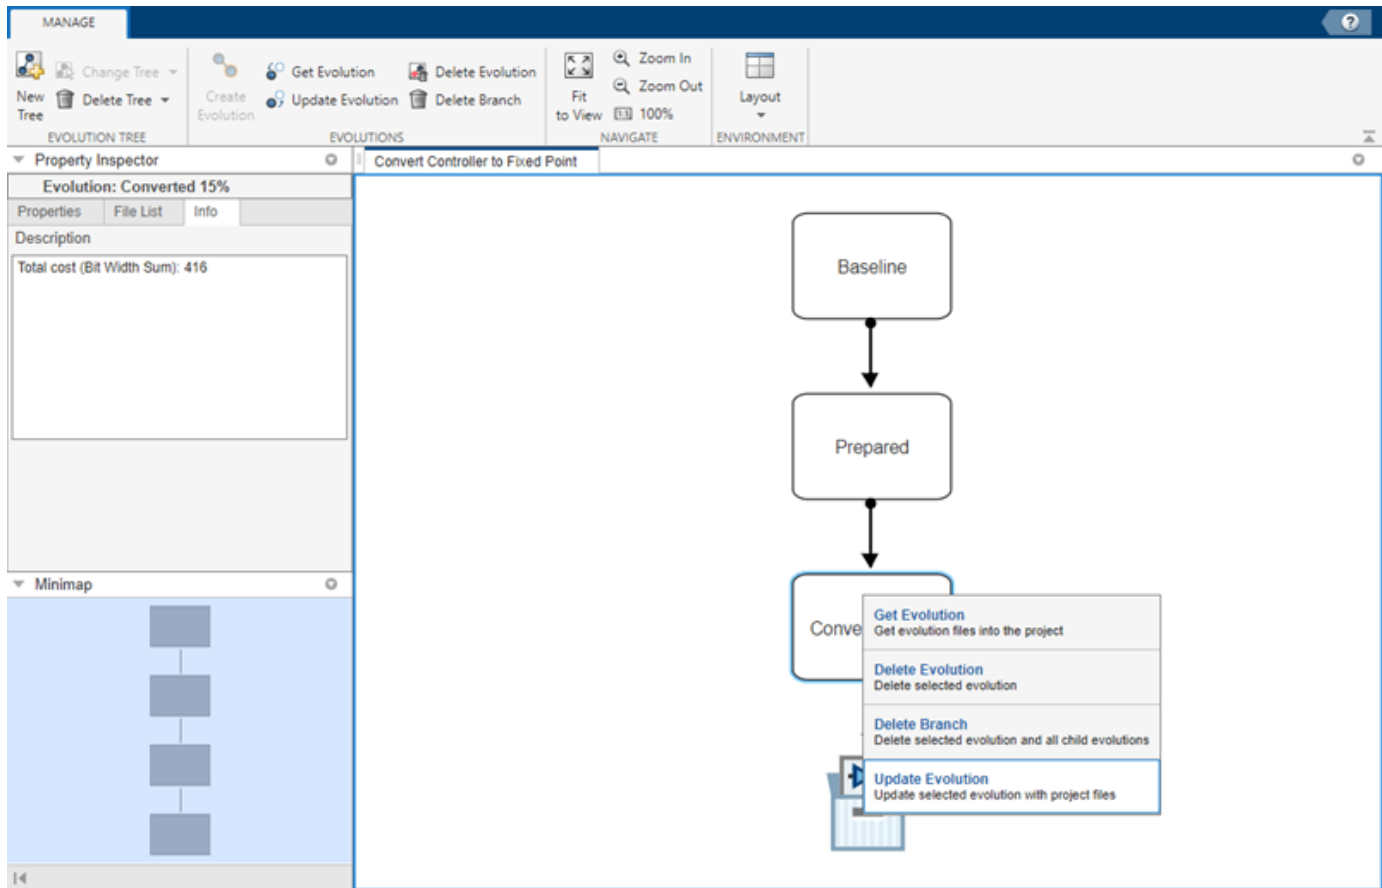 MANAGE
?
New
Tree
Change Tree
Delete Tree
Create
Evolution
Get Evolution
Update Evolution
Delete Evolution
Delete Branch
Fit
to View
Zoom In
Zoom Out
1:1 100%
Layout
EVOLUTION TREE
EVOLUTIONS
NAVIGATE
ENVIRONMENT
Property Inspector
Evolution: Converted 15%
Properties
File List
Info
Description
Total cost (Bit Width Sum): 416
Minimap
Convert Controller to Fixed Point
Baseline
Prepared
Conve
Get Evolution
Get evolution files into the project
Delete Evolution
Delete selected evolution
Delete Branch
Delete selected evolution and all child evolutions
Update Evolution
Update selected evolution with project files